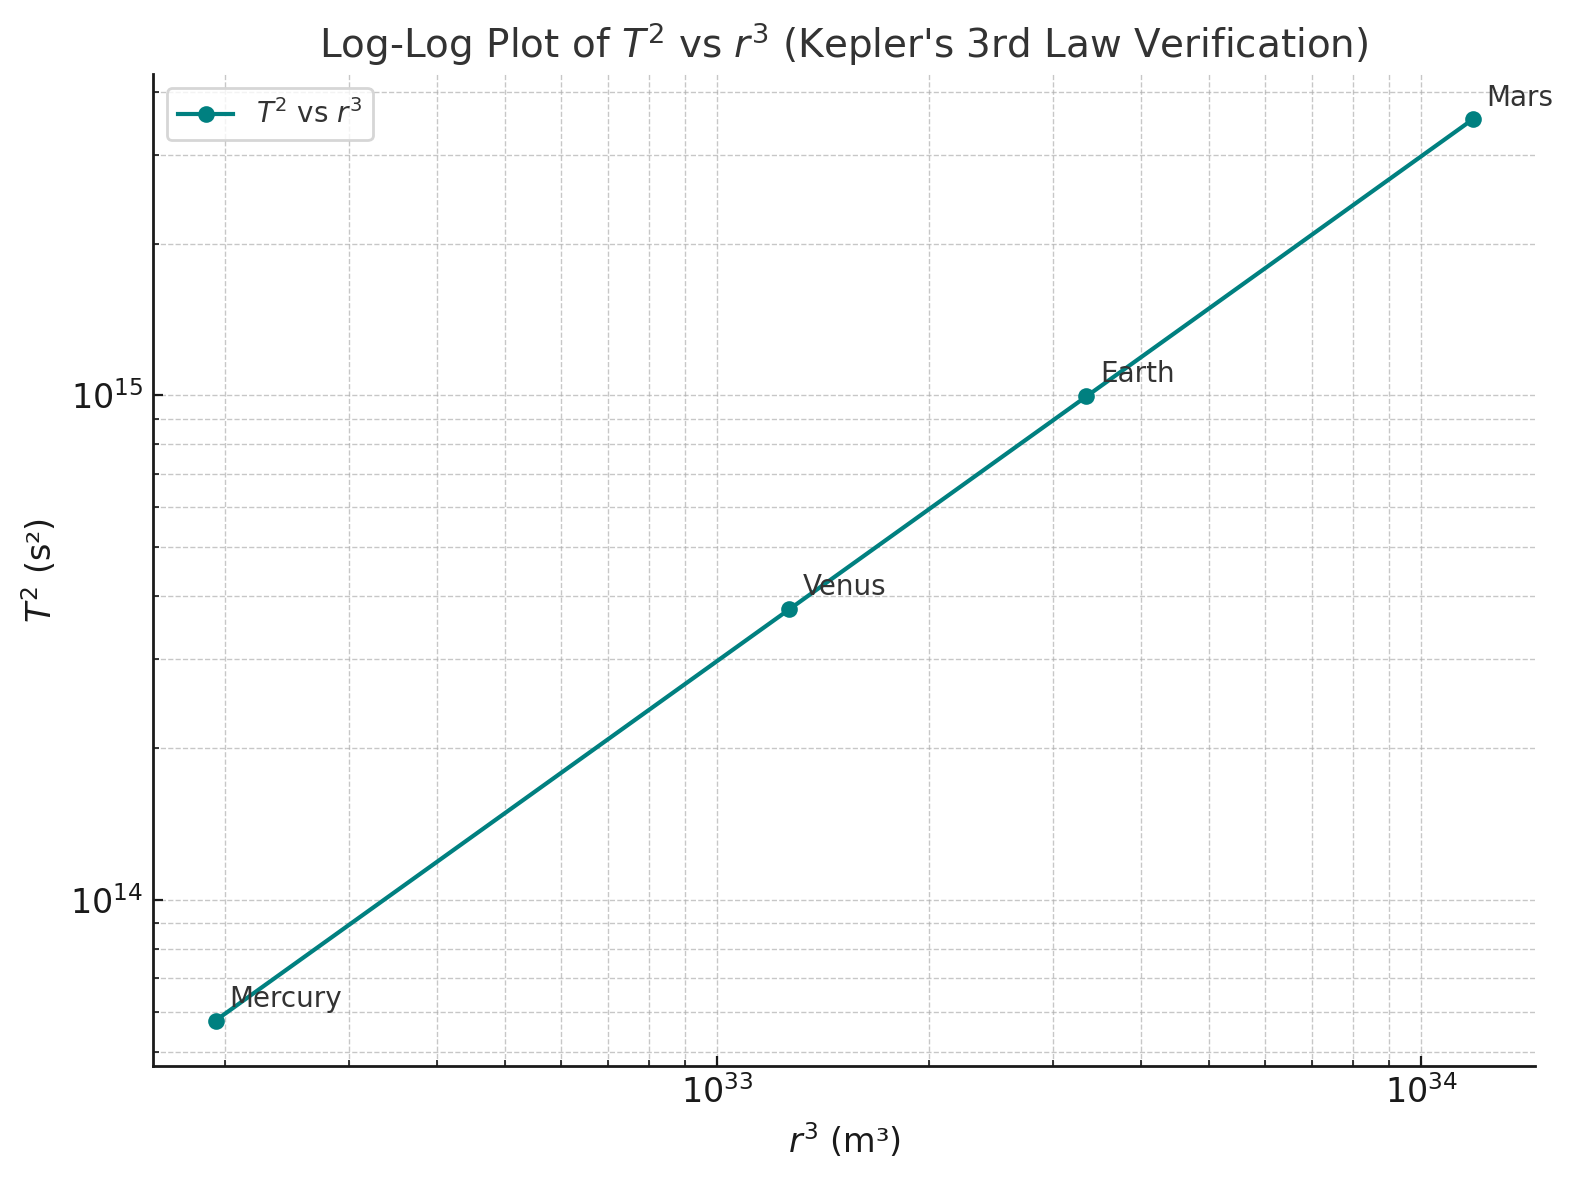 Log-Log Plot of T² vs r³ (Kepler's 3rd Law Verification)
T² vs r³
Mars
Earth
Venus
Mercury
10¹⁵
10¹⁴
T² (s²)
10³³
10³⁴
r³ (m³)